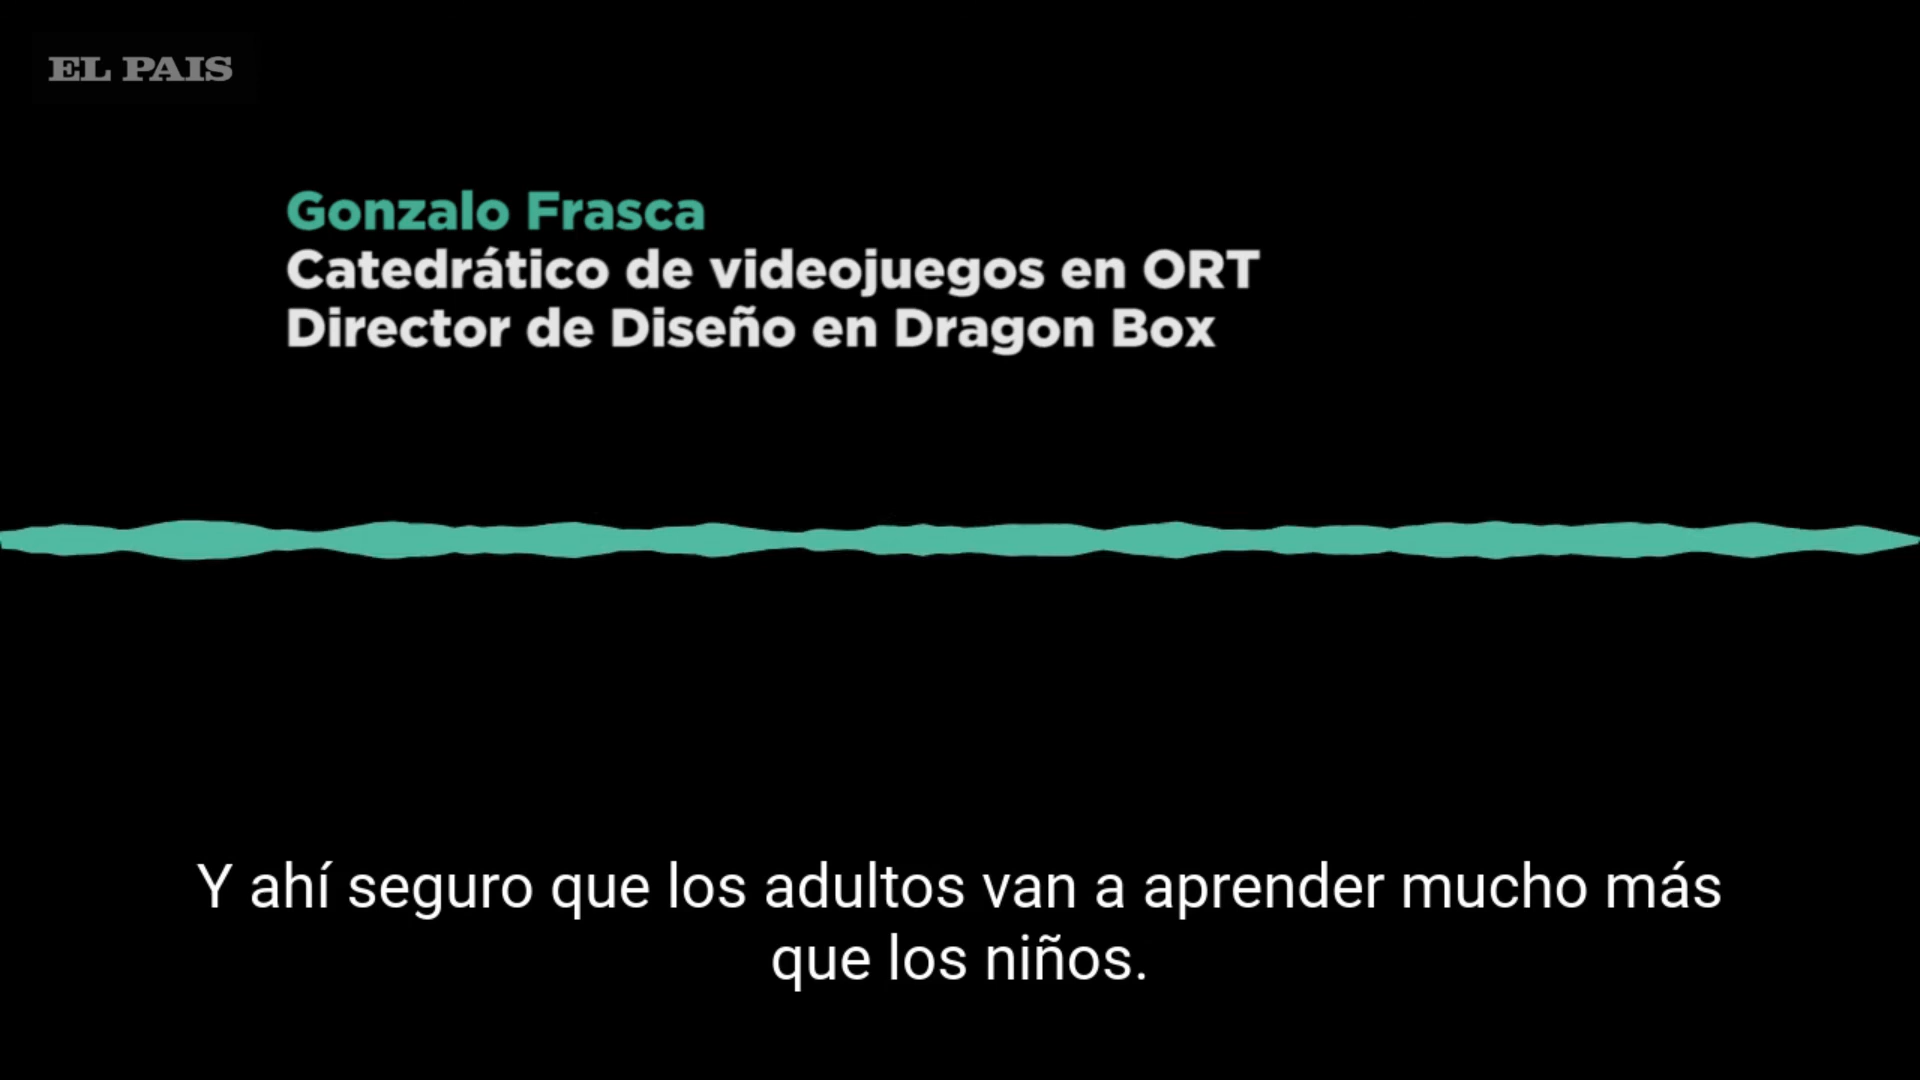 EL PAIS
Gonzalo Frasca
Catedrático de videojuegos en ORT
Director de Diseño en Dragon Box
Y ahí seguro que los adultos van a aprender mucho más
que los niños.